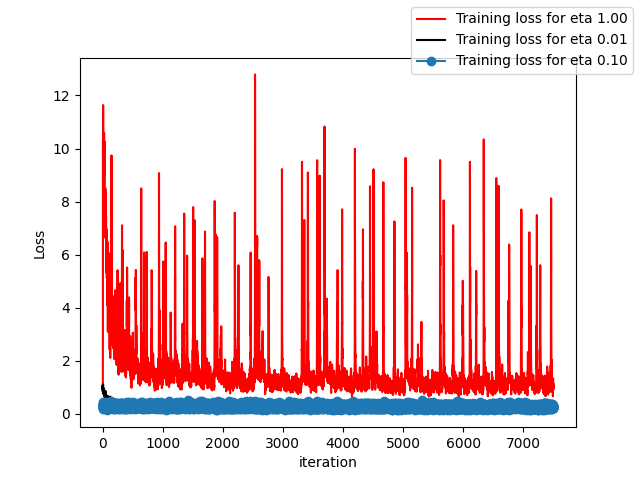 Training loss for eta 1.00
Training loss for eta 0.01
Training loss for eta 0.10
12
10
8
6
4
2
0
Loss
0 1000 2000 3000 4000 5000 6000 7000
iteration